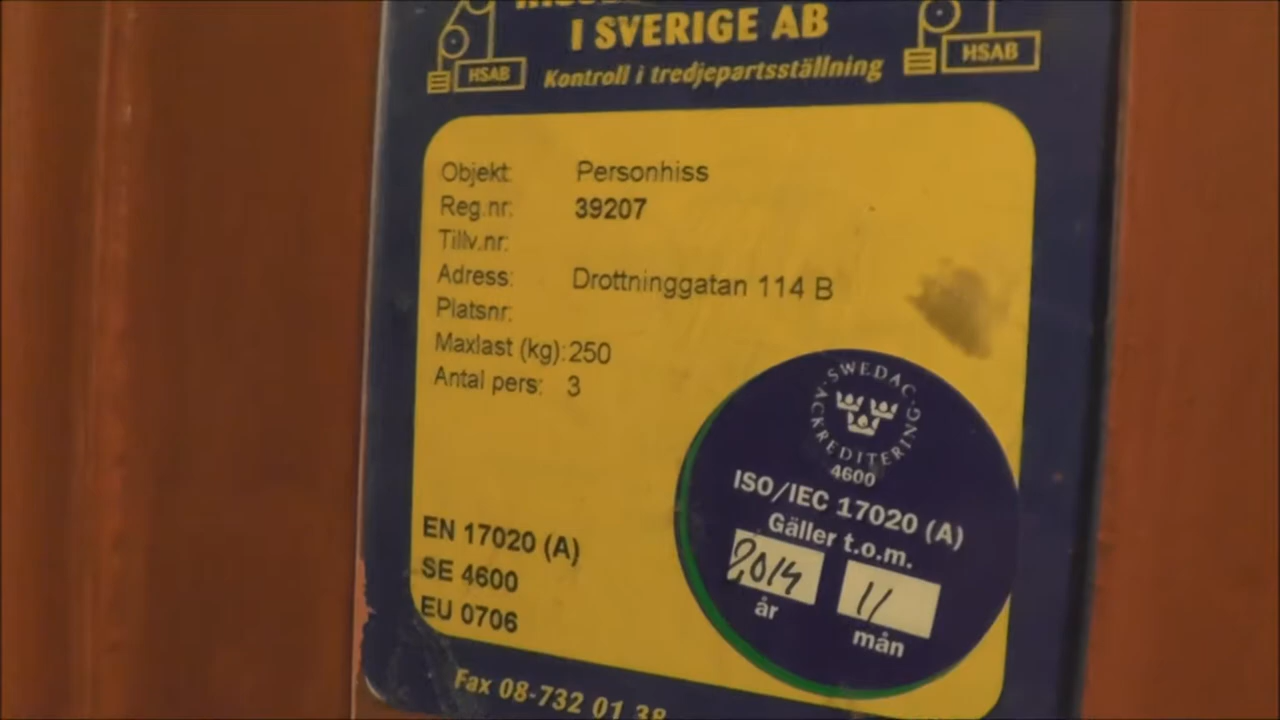 I SVERIGE AB
HSAB
Kontroll i tredjepartsställning
HSAB
Objekt: Personhiss
Reg.nr: 39207
Tillv.nr:
Adress: Drottninggatan 114 B
Platsnr:
Maxlast (kg): 250
Antal pers: 3
SWEDAC
ACKREDITERING
4600
ISO/IEC 17020 (A)
Gäller t.o.m.
2014 11
år mån
EN 17020 (A)
SE 4600
EU 0706
Fax 08-732 01 38